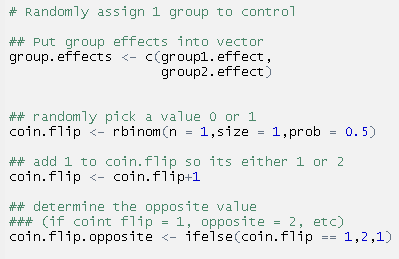 # Randomly assign 1 group to control
## Put group effects into vector
group.effects <- c(group1.effect,
group2.effect)
## randomly pick a value 0 or 1
coin.flip <- rbinom(n = 1,size = 1,prob = 0.5)
## add 1 to coin.flip so its either 1 or 2
coin.flip <- coin.flip+1
## determine the opposite value
### (if coint flip = 1, opposite = 2, etc)
coin.flip.opposite <- ifelse(coin.flip == 1,2,1)